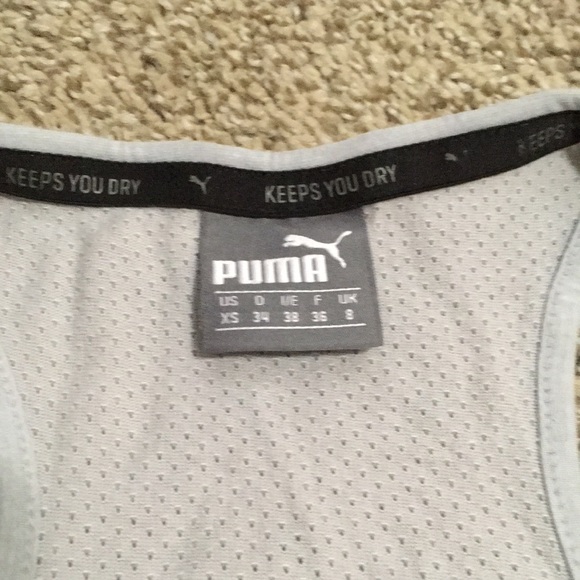 KEEPS YOU DRY KEEPS YOU DRY KEEPS
PUMA
US D ME F UK
XS 34 38 36 8